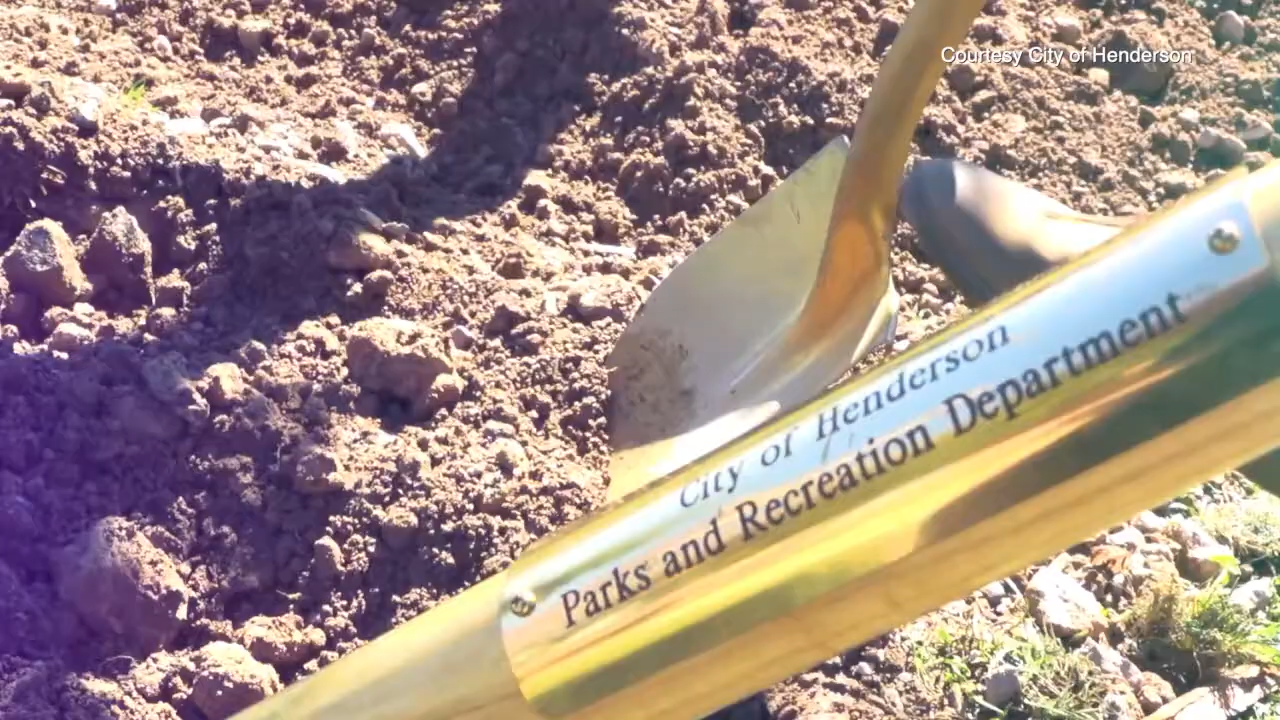 Courtesy City of Henderson
City of Henderson
Parks and Recreation Department